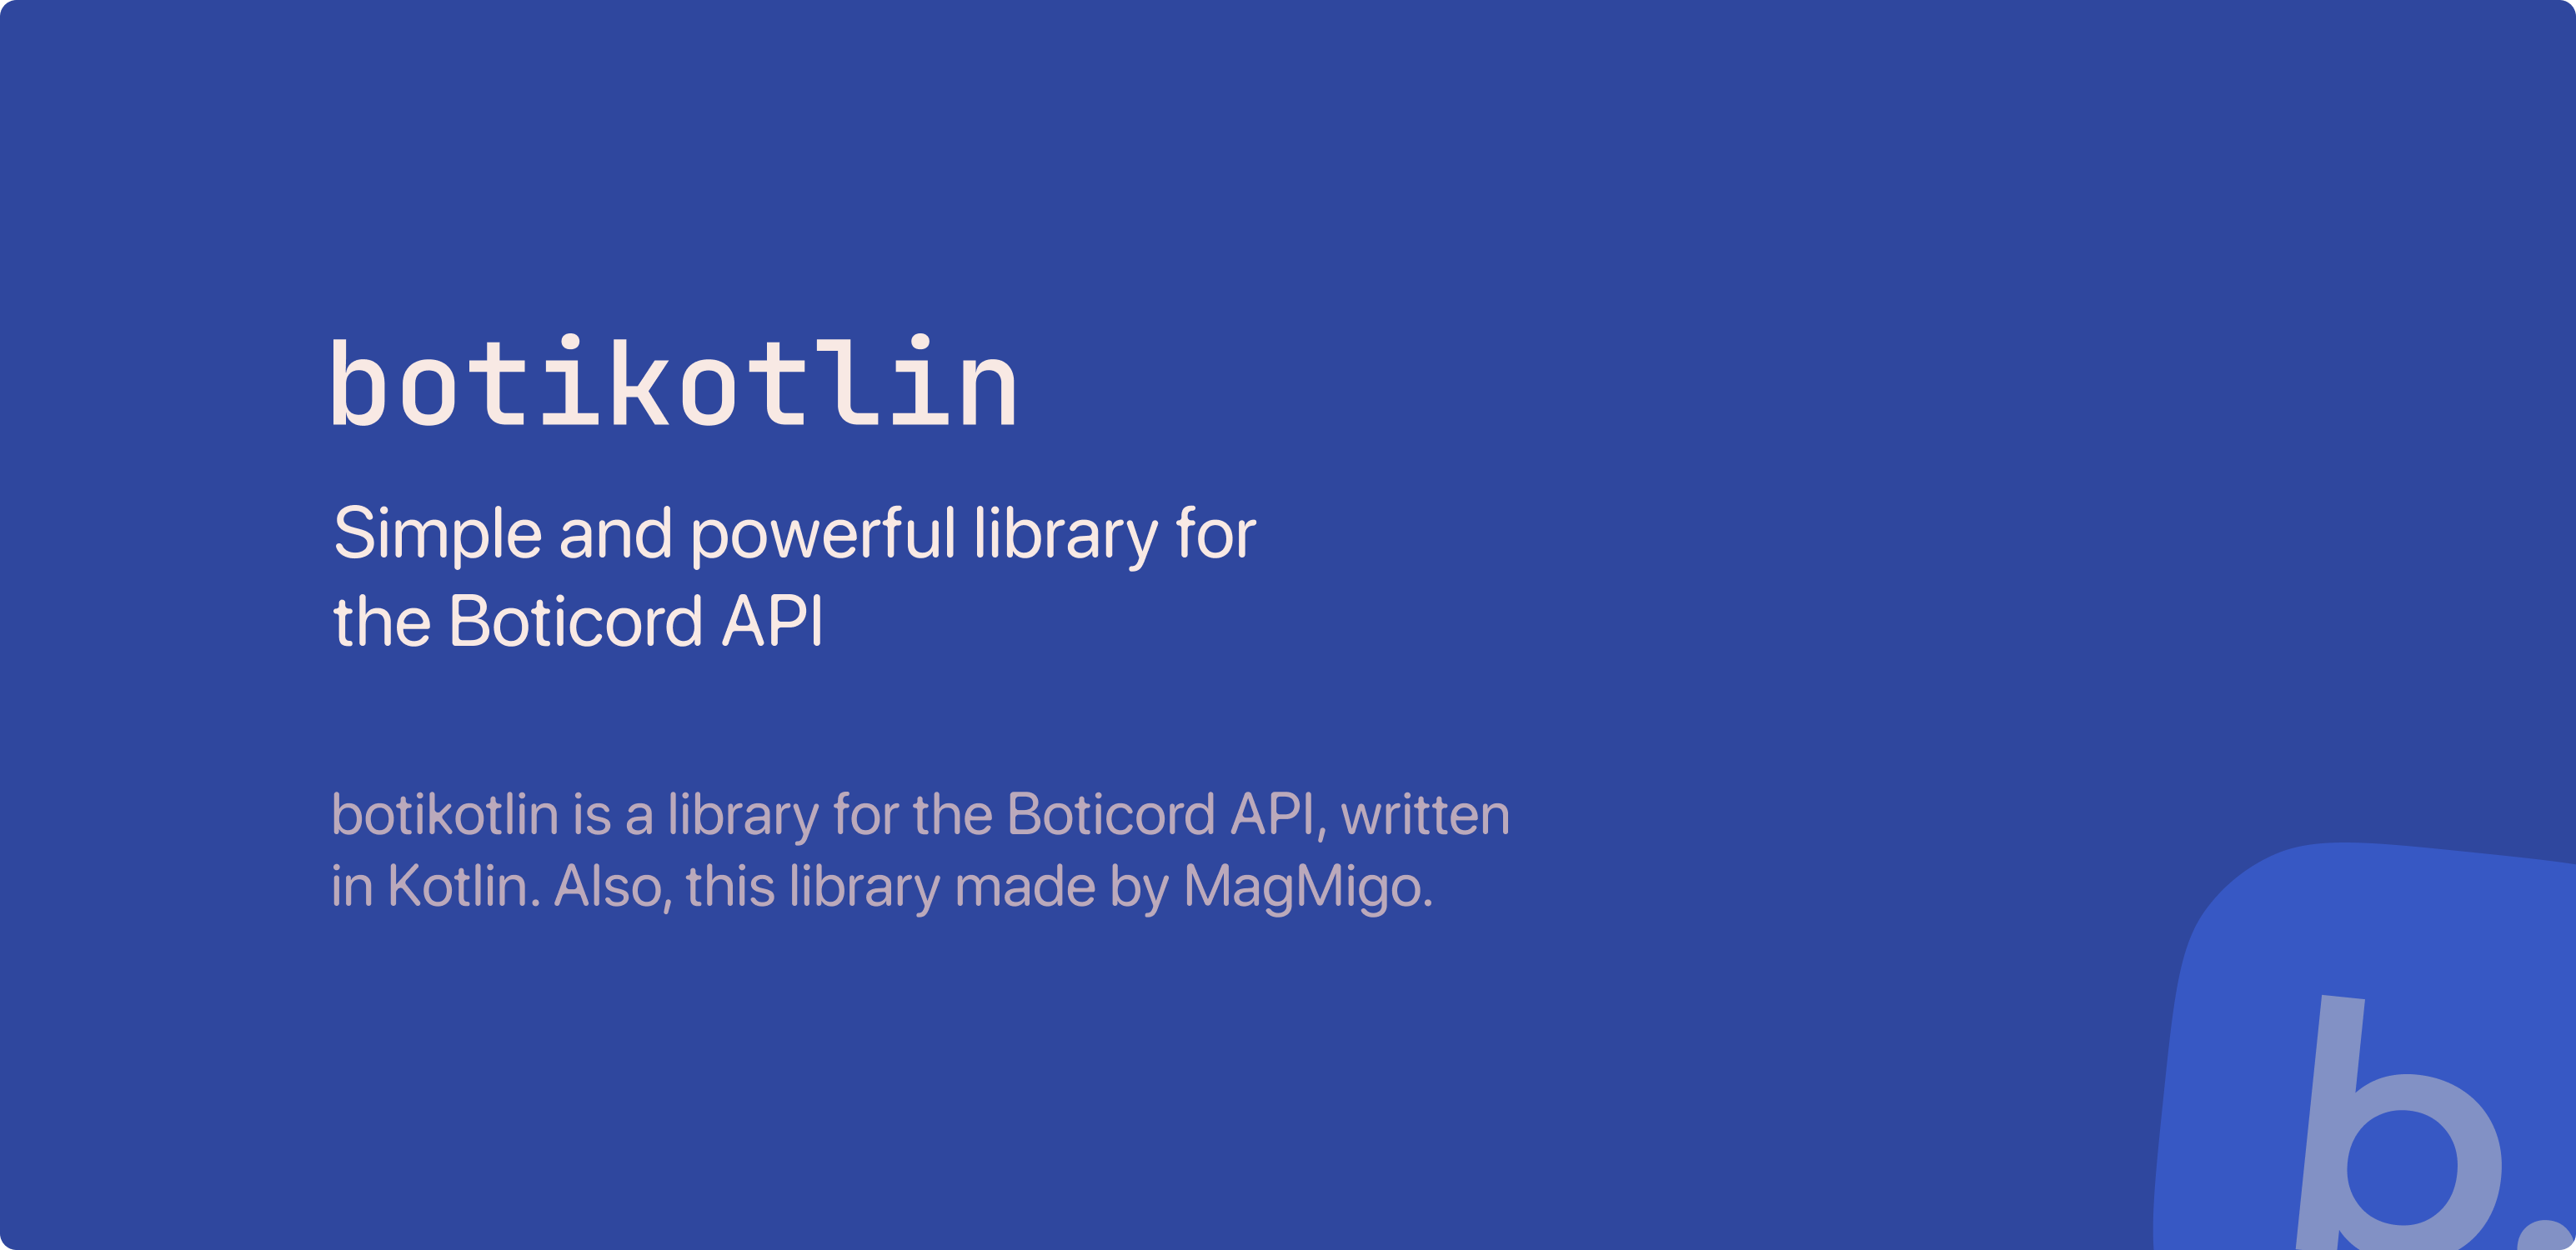 botikotlin
Simple and powerful library for
the Boticord API
botikotlin is a library for the Boticord API, written
in Kotlin. Also, this library made by MagMigo.
b.